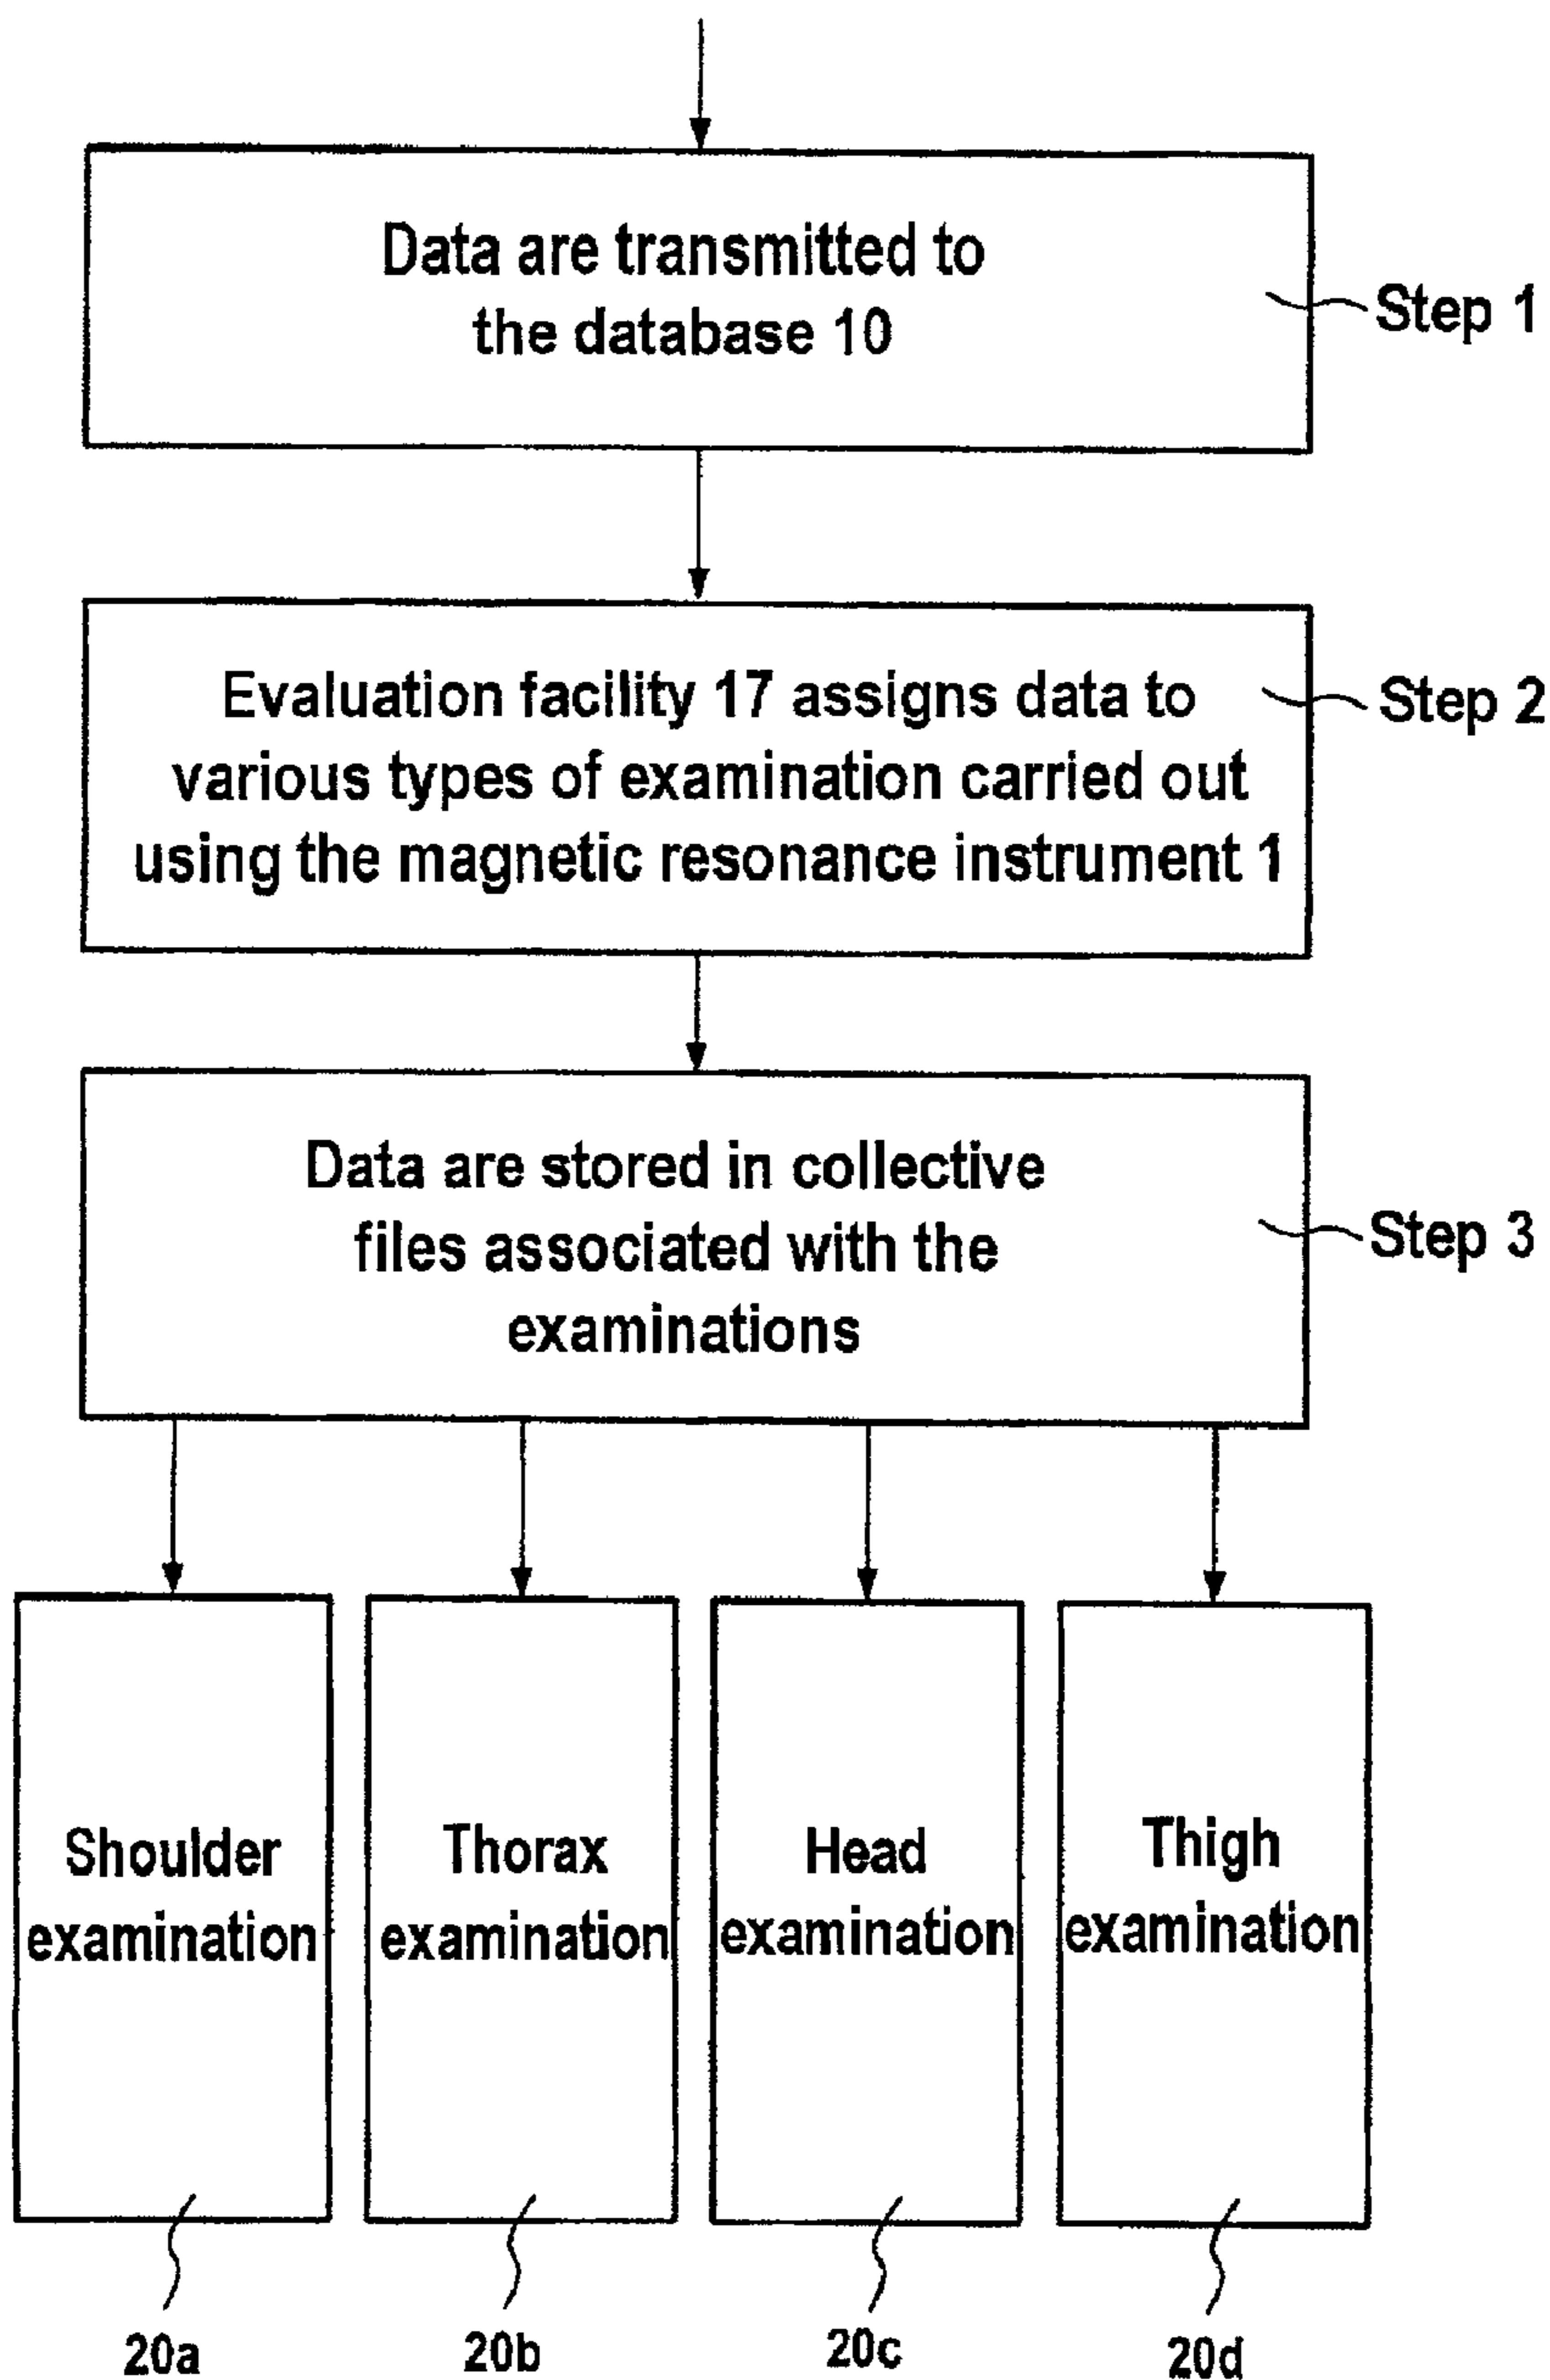 Data are transmitted to
the database 10
Step 1
Evaluation facility 17 assigns data to
various types of examination carried out
using the magnetic resonance instrument 1
Step 2
Data are stored in collective
files associated with the
examinations
Step 3
Shoulder
examination
Thorax
examination
Head
examination
Thigh
examination
20a
20b
20c
20d